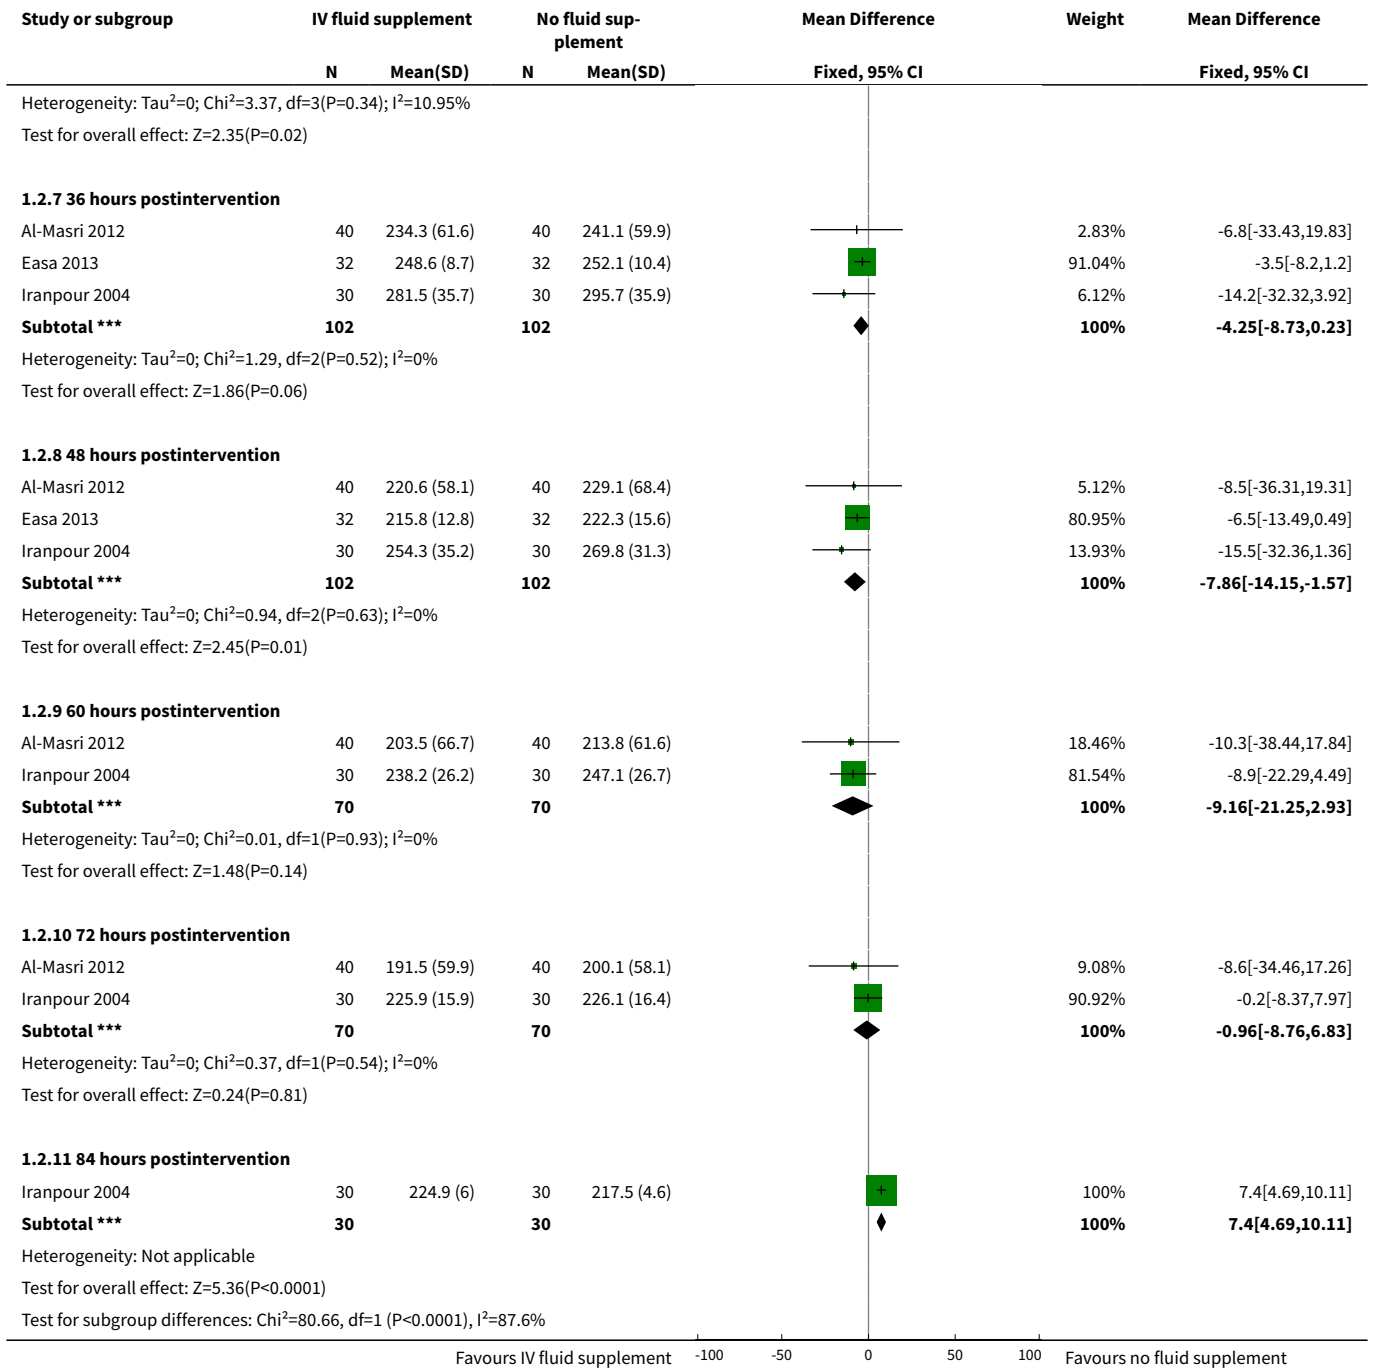 Study or subgroup IV fluid supplement No fluid sup- Mean Difference Weight Mean Difference
plement
N Mean(SD) N Mean(SD) Fixed, 95% CI Fixed, 95% CI
Heterogeneity: Tau²=0; Chi²=3.37, df=3(P=0.34); I²=10.95%
Test for overall effect: Z=2.35(P=0.02)
1.2.7 36 hours postintervention
Al-Masri 2012 40 234.3 (61.6) 40 241.1 (59.9) 2.83% -6.8[-33.43,19.83]
Easa 2013 32 248.6 (8.7) 32 252.1 (10.4) 91.04% -3.5[-8.2,1.2]
Iranpour 2004 30 281.5 (35.7) 30 295.7 (35.9) 6.12% -14.2[-32.32,3.92]
Subtotal *** 102 102 100% -4.25[-8.73,0.23]
Heterogeneity: Tau²=0; Chi²=1.29, df=2(P=0.52); I²=0%
Test for overall effect: Z=1.86(P=0.06)
1.2.8 48 hours postintervention
Al-Masri 2012 40 220.6 (58.1) 40 229.1 (68.4) 5.12% -8.5[-36.31,19.31]
Easa 2013 32 215.8 (12.8) 32 222.3 (15.6) 80.95% -6.5[-13.49,0.49]
Iranpour 2004 30 254.3 (35.2) 30 269.8 (31.3) 13.93% -15.5[-32.36,1.36]
Subtotal *** 102 102 100% -7.86[-14.15,-1.57]
Heterogeneity: Tau²=0; Chi²=0.94, df=2(P=0.63); I²=0%
Test for overall effect: Z=2.45(P=0.01)
1.2.9 60 hours postintervention
Al-Masri 2012 40 203.5 (66.7) 40 213.8 (61.6) 18.46% -10.3[-38.44,17.84]
Iranpour 2004 30 238.2 (26.2) 30 247.1 (26.7) 81.54% -8.9[-22.29,4.49]
Subtotal *** 70 70 100% -9.16[-21.25,2.93]
Heterogeneity: Tau²=0; Chi²=0.01, df=1(P=0.93); I²=0%
Test for overall effect: Z=1.48(P=0.14)
1.2.10 72 hours postintervention
Al-Masri 2012 40 191.5 (59.9) 40 200.1 (58.1) 9.08% -8.6[-34.46,17.26]
Iranpour 2004 30 225.9 (15.9) 30 226.1 (16.4) 90.92% -0.2[-8.37,7.97]
Subtotal *** 70 70 100% -0.96[-8.76,6.83]
Heterogeneity: Tau²=0; Chi²=0.37, df=1(P=0.54); I²=0%
Test for overall effect: Z=0.24(P=0.81)
1.2.11 84 hours postintervention
Iranpour 2004 30 224.9 (6) 30 217.5 (4.6) 100% 7.4[4.69,10.11]
Subtotal *** 30 30 100% 7.4[4.69,10.11]
Heterogeneity: Not applicable
Test for overall effect: Z=5.36(P<0.0001)
Test for subgroup differences: Chi²=80.66, df=1 (P<0.0001), I²=87.6%
Favours IV fluid supplement -100 -50 0 50 100 Favours no fluid supplement